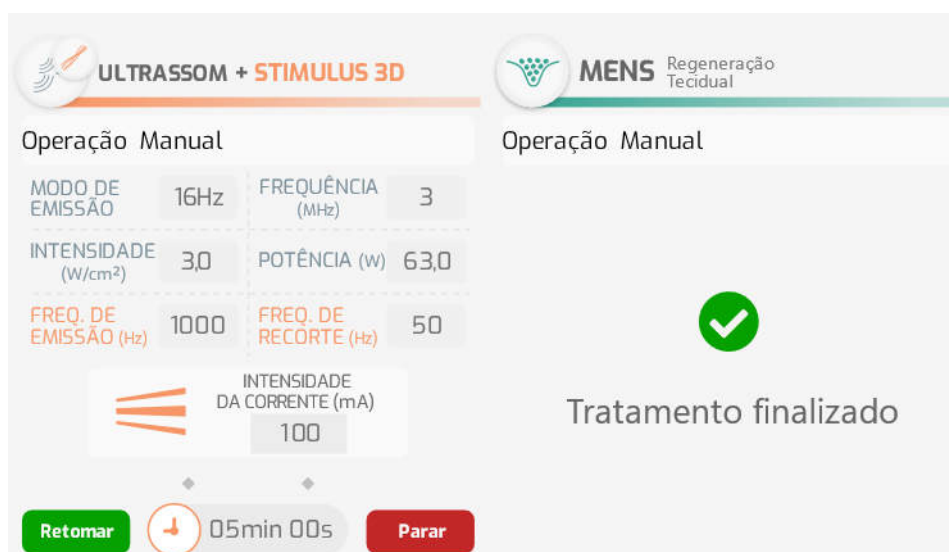 ULTRASSOM + STIMULUS 3D
Operação Manual
MODO DE
EMISSÃO
16Hz
FREQUÊNCIA
(MHz)
3
INTENSIDADE
(W/cm²)
3,0
POTÊNCIA (W)
63,0
FREQ. DE
EMISSÃO (Hz)
1000
FREQ. DE
RECORTE (Hz)
50
INTENSIDADE
DA CORRENTE (mA)
100
Retomar
05min 00s
Parar
MENS
Regeneração
Tecidual
Operação Manual
Tratamento finalizado